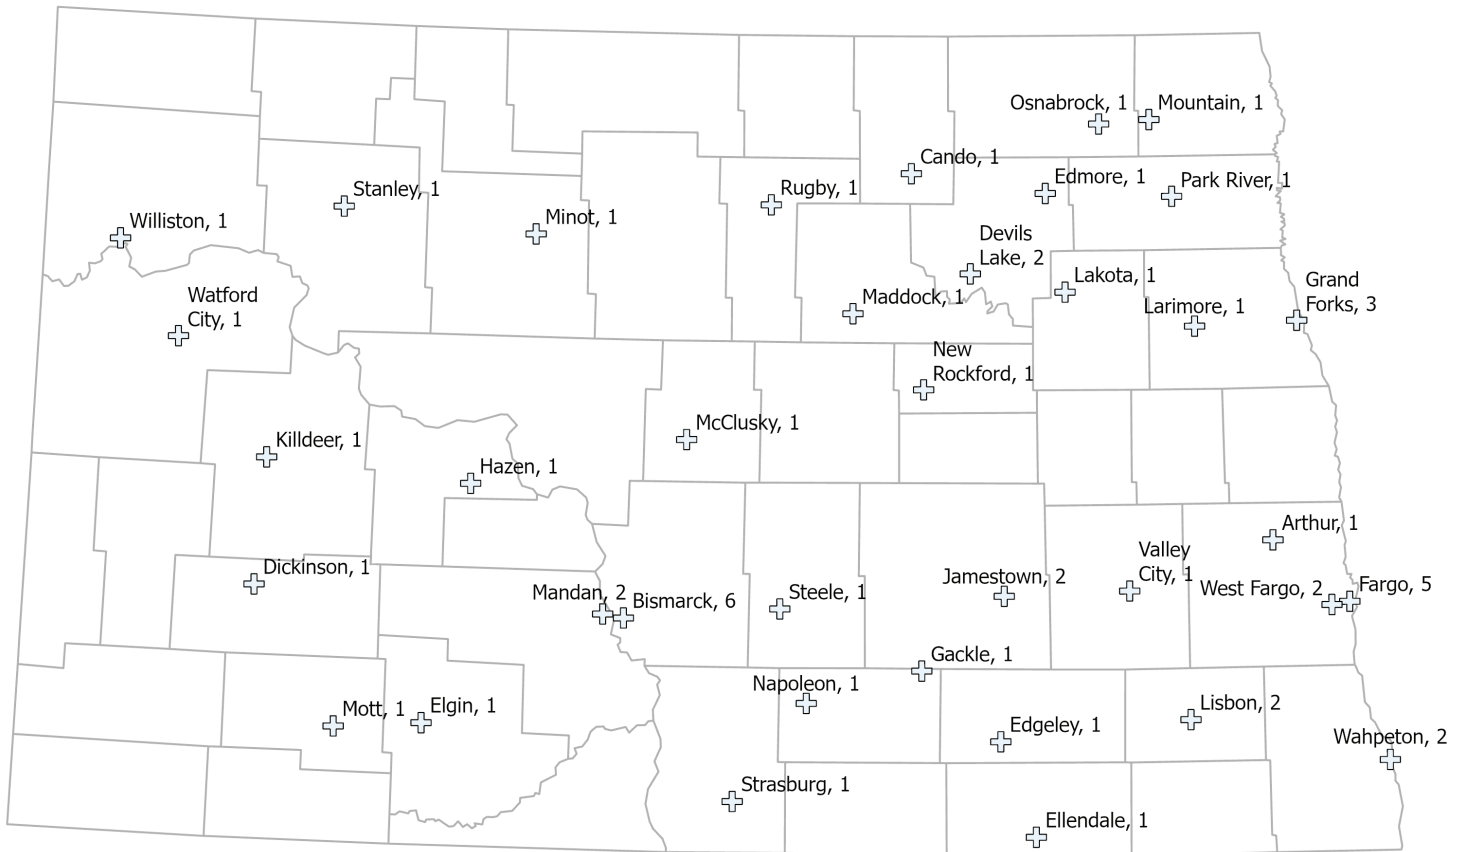 Osnabrock, 1
Mountain, 1
Cando, 1
Edmore, 1
Park River, 1
Stanley, 1
Rugby, 1
Minot, 1
Williston, 1
Devils
Lake, 2
Lakota, 1
Grand
Forks, 3
Watford
City, 1
Maddock, 1
Larimore, 1
New
Rockford, 1
McClusky, 1
Killdeer, 1
Hazen, 1
Arthur, 1
Valley
City, 1
Dickinson, 1
Jamestown, 2
West Fargo, 2
Fargo, 5
Mandan, 2
Bismarck, 6
Steele, 1
Gackle, 1
Napoleon, 1
Mott, 1
Elgin, 1
Lisbon, 2
Edgeley, 1
Wahpeton, 2
Strasburg, 1
Ellendale, 1